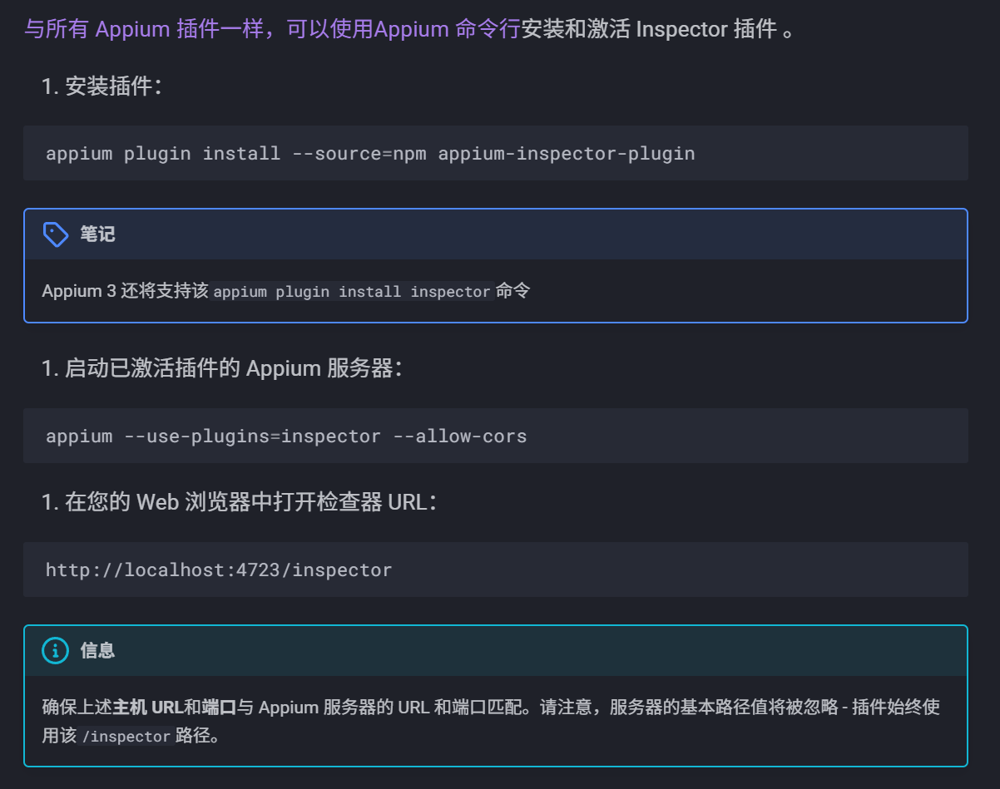 与所有 Appium 插件一样，可以使用Appium 命令行安装和激活 Inspector 插件 。
1. 安装插件：
appium plugin install --source=npm appium-inspector-plugin
笔记
Appium 3 还将支持该 appium plugin install inspector 命令
1. 启动已激活插件的 Appium 服务器：
appium --use-plugins=inspector --allow-cors
1. 在您的 Web 浏览器中打开检查器 URL：
http://localhost:4723/inspector
信息
确保上述主机 URL和端口与 Appium 服务器的 URL 和端口匹配。请注意，服务器的基本路径值将被忽略 - 插件始终使
用该 /inspector 路径。